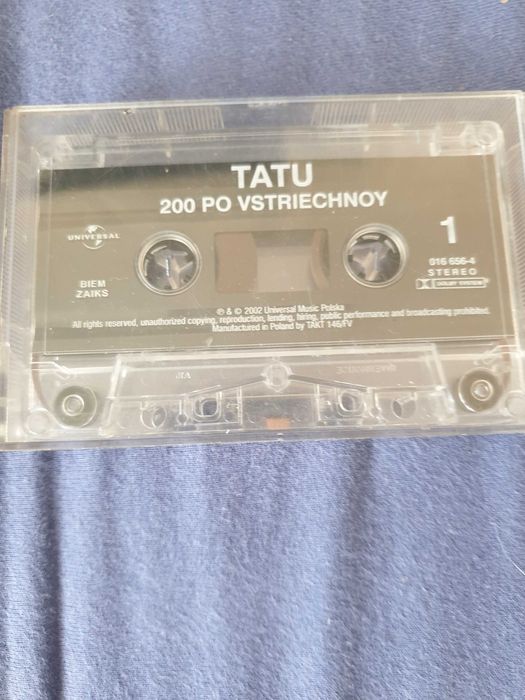 TATU
200 PO VSTRIECHNOY
UNIVERSAL
1
016 656-4
STEREO
DOLBY SYSTEM
BIEM
ZAIKS
℗ & © 2002 Universal Music Polska
All rights reserved, unauthorized copying, reproduction, lending, hiring, public performance and broadcasting prohibited.
Manufactured in Poland by TAKT 146/FV